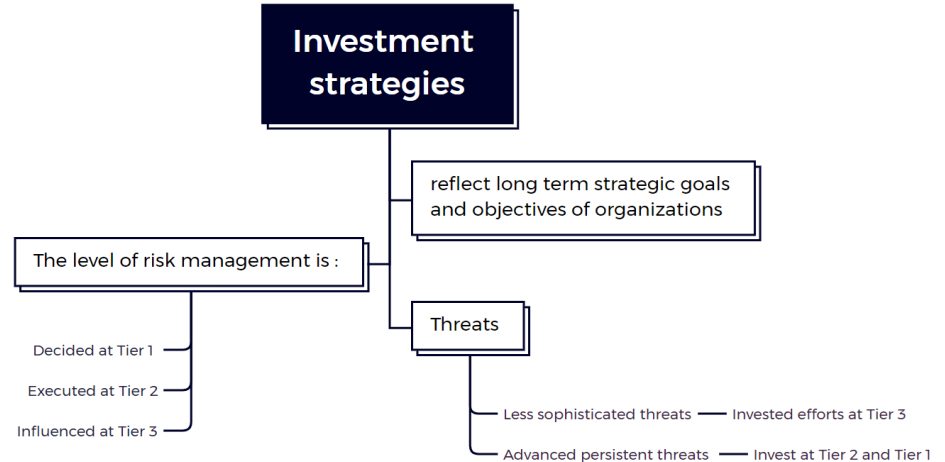 Investment
strategies
reflect long term strategic goals
and objectives of organizations
The level of risk management is :
Decided at Tier 1
Executed at Tier 2
Influenced at Tier 3
Threats
Less sophisticated threats
Invested efforts at Tier 3
Advanced persistent threats
Invest at Tier 2 and Tier 1